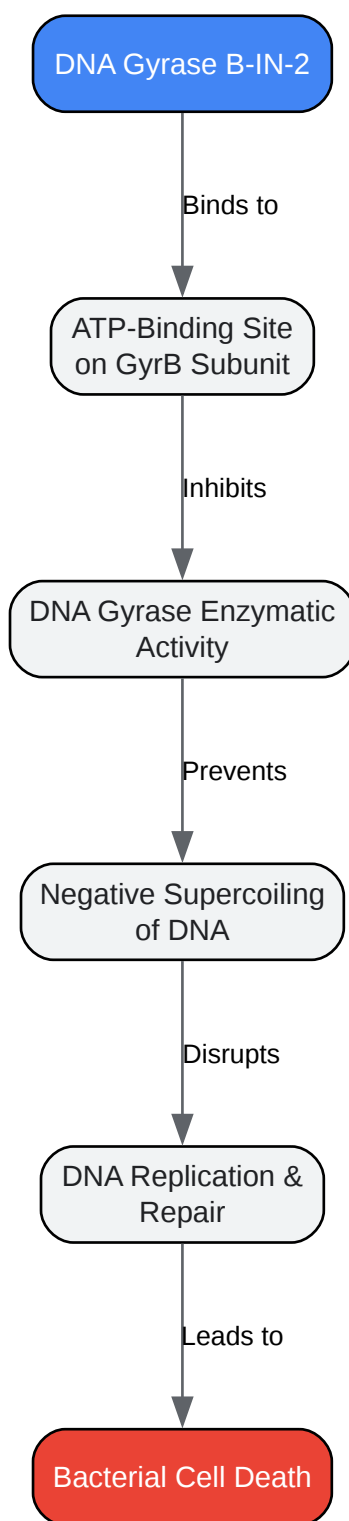 DNA Gyrase B-IN-2
Binds to
ATP-Binding Site
on GyrB Subunit
Inhibits
DNA Gyrase Enzymatic
Activity
Prevents
Negative Supercoiling
of DNA
Disrupts
DNA Replication &
Repair
Leads to
Bacterial Cell Death